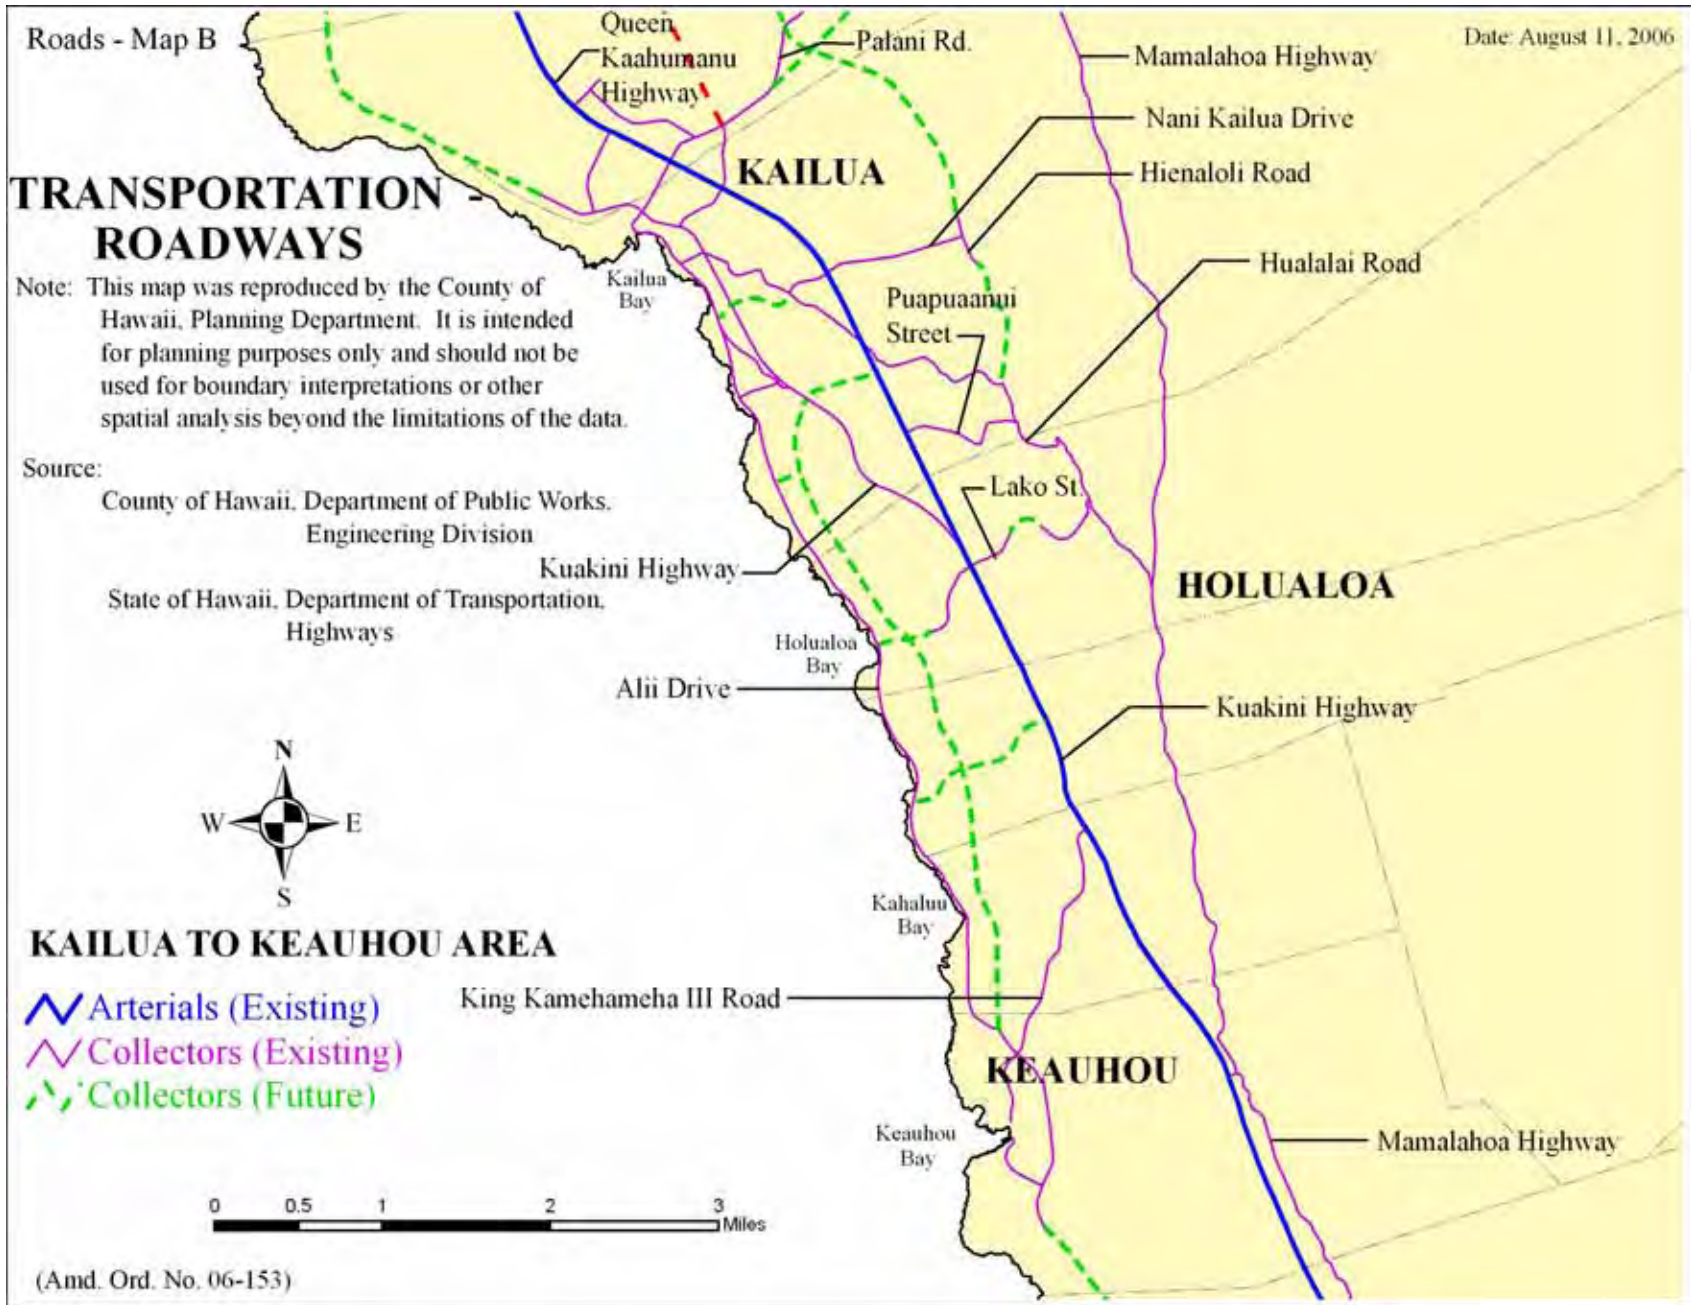 Roads - Map B
Date: August 11, 2006
Queen
Kaahumanu
Highway
Palani Rd.
Mamalahoa Highway
Nani Kailua Drive
KAILUA
Hienaloli Road
TRANSPORTATION -
ROADWAYS
Hualalai Road
Kailua
Bay
Puapuaanui
Street
Note: This map was reproduced by the County of
Hawaii, Planning Department. It is intended
for planning purposes only and should not be
used for boundary interpretations or other
spatial analysis beyond the limitations of the data.
Source:
County of Hawaii, Department of Public Works,
Engineering Division
State of Hawaii, Department of Transportation,
Highways
Lako St.
Kuakini Highway
HOLUALOA
Holualoa
Bay
Alii Drive
Kuakini Highway
N
W
E
S
Kahaluu
Bay
KAILUA TO KEAUHOU AREA
Arterials (Existing)
Collectors (Existing)
Collectors (Future)
King Kamehameha III Road
KEAUHOU
Keauhou
Bay
Mamalahoa Highway
0 0.5 1 2 3
Miles
(Amd. Ord. No. 06-153)